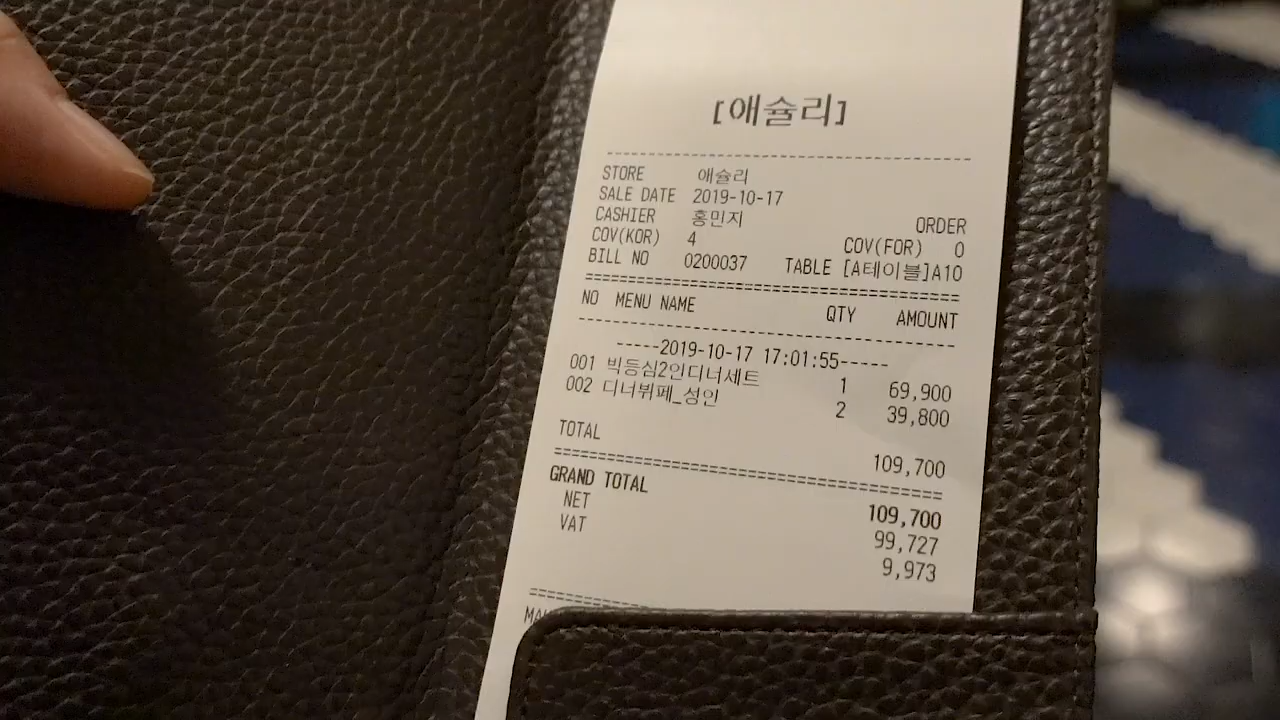 [애슐리]
STORE 애슐리
SALE DATE 2019-10-17
CASHIER 홍민지 ORDER
COV(KOR) 4 COV(FOR) 0
BILL NO 0200037 TABLE [A테이블]A10
NO MENU NAME QTY AMOUNT
-----2019-10-17 17:01:55-----
001 빅등심2인디너세트 1 69,900
002 디너뷔페_성인 2 39,800
TOTAL 109,700
GRAND TOTAL 109,700
NET 99,727
VAT 9,973